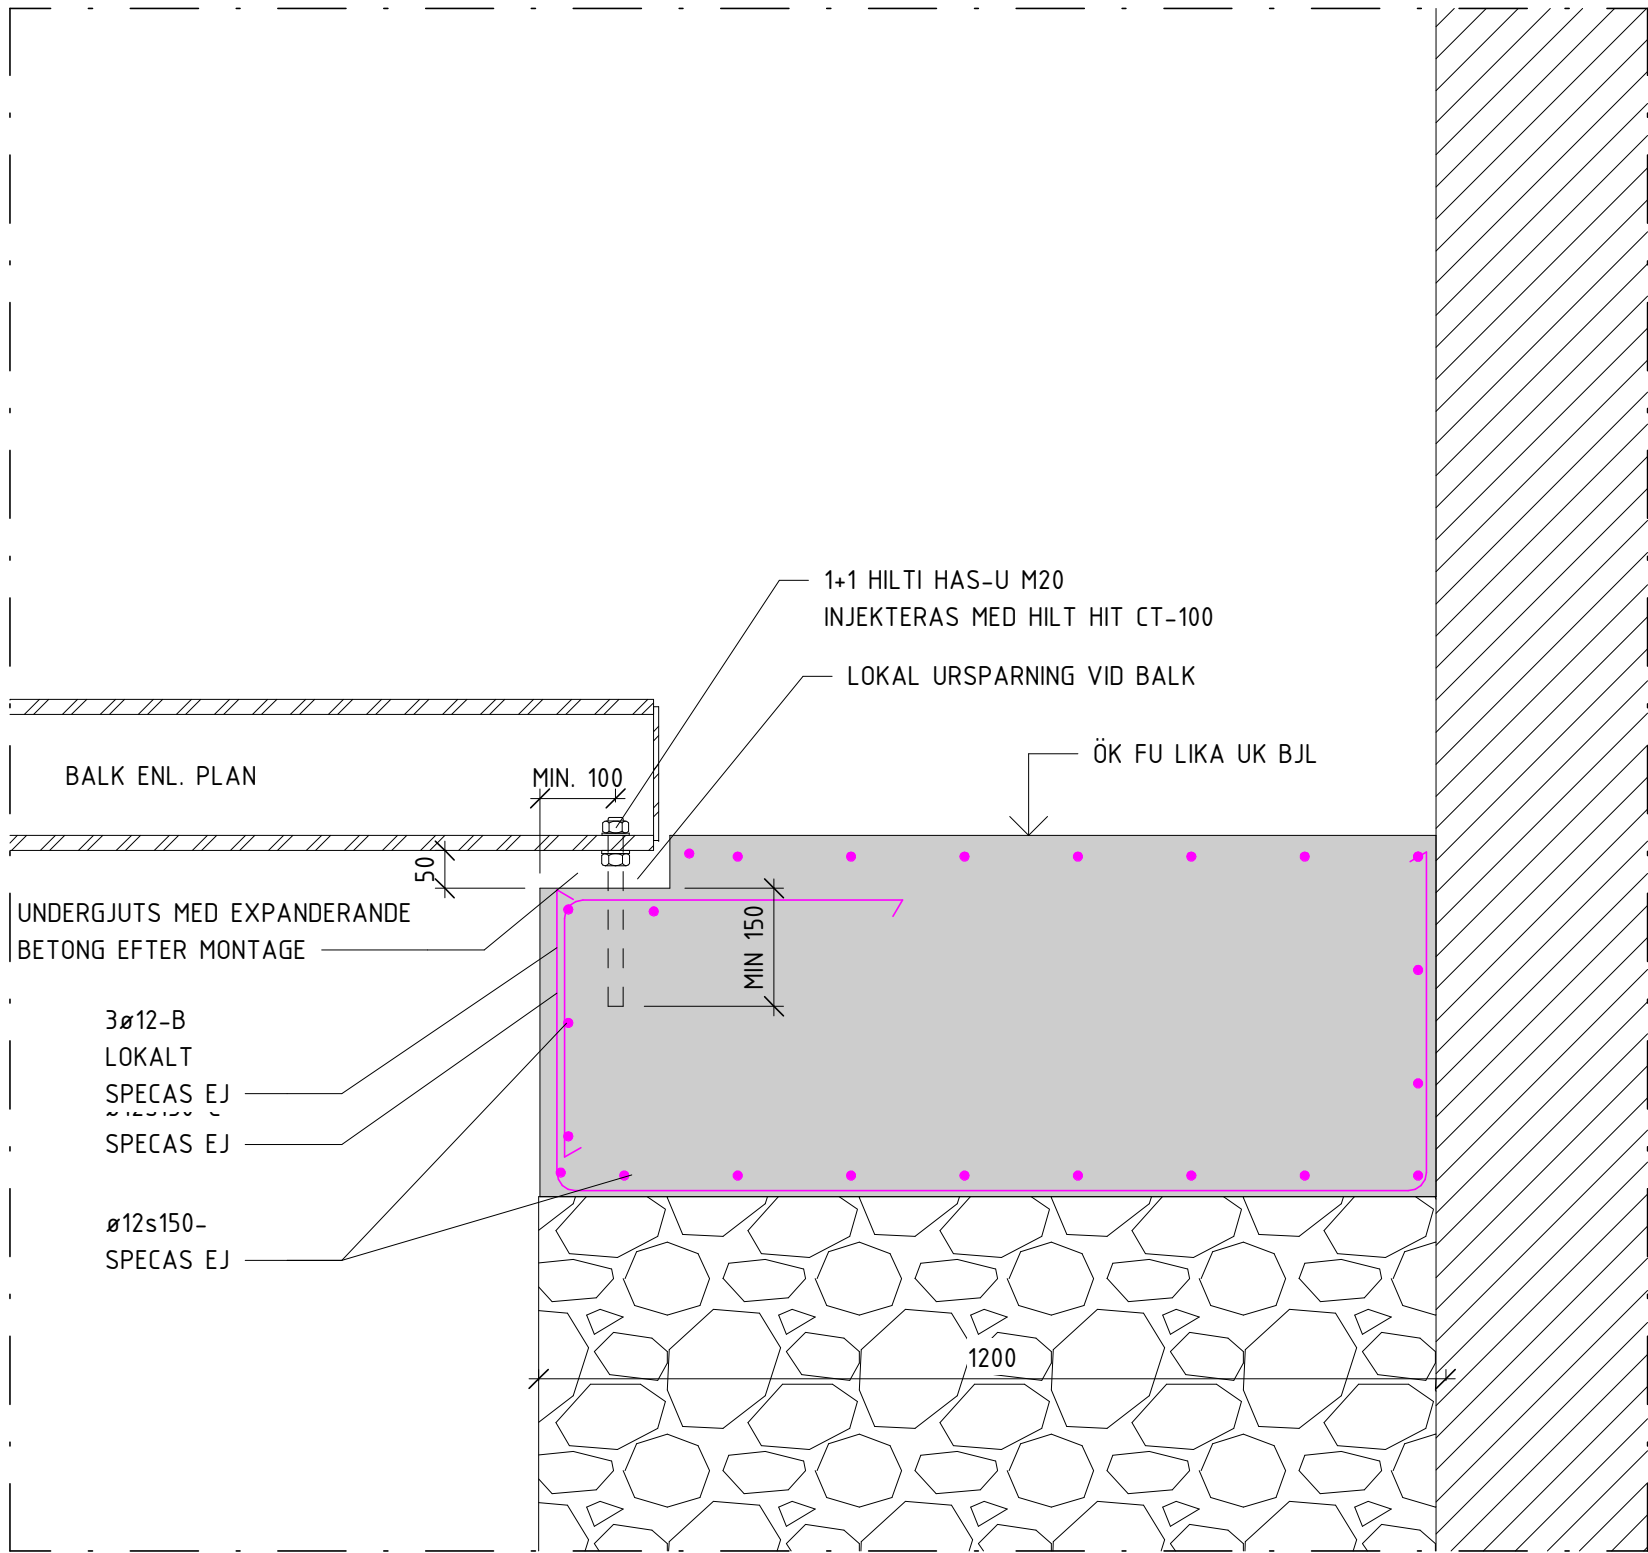 1+1 HILTI HAS-U M20
INJEKTERAS MED HILT HIT CT-100
LOKAL URSPARNING VID BALK
ÖK FU LIKA UK BJL
BALK ENL. PLAN
MIN. 100
50
UNDERGJUTS MED EXPANDERANDE
BETONG EFTER MONTAGE
MIN 150
3ø12-B
LOKALT
SPECAS EJ
SPECAS EJ
ø12s150-
SPECAS EJ
1200